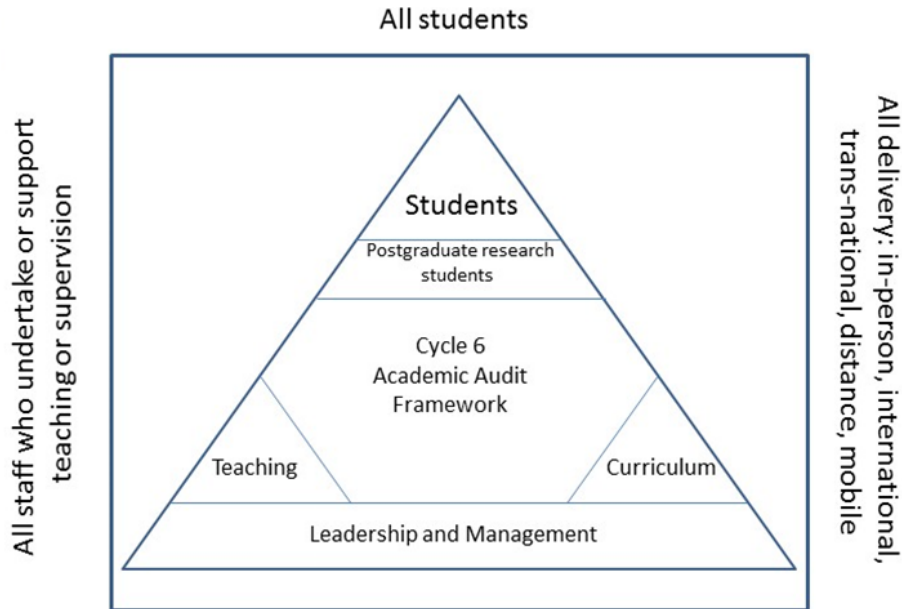 All students
All staff who undertake or support
teaching or supervision
Students
Postgraduate research
students
Cycle 6
Academic Audit
Framework
Teaching
Curriculum
Leadership and Management
All delivery: in-person, international,
trans-national, distance, mobile